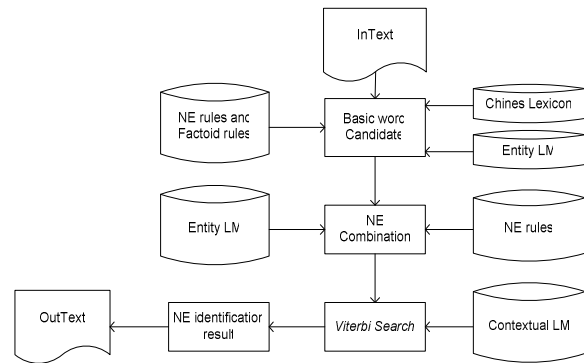 InText
NE rules and
Factoid rules
Basic word
Candidate
Chines Lexicon
Entity LM
Entity LM
NE
Combination
NE rules
OutText
NE identification
result
Viterbi Search
Contextual LM